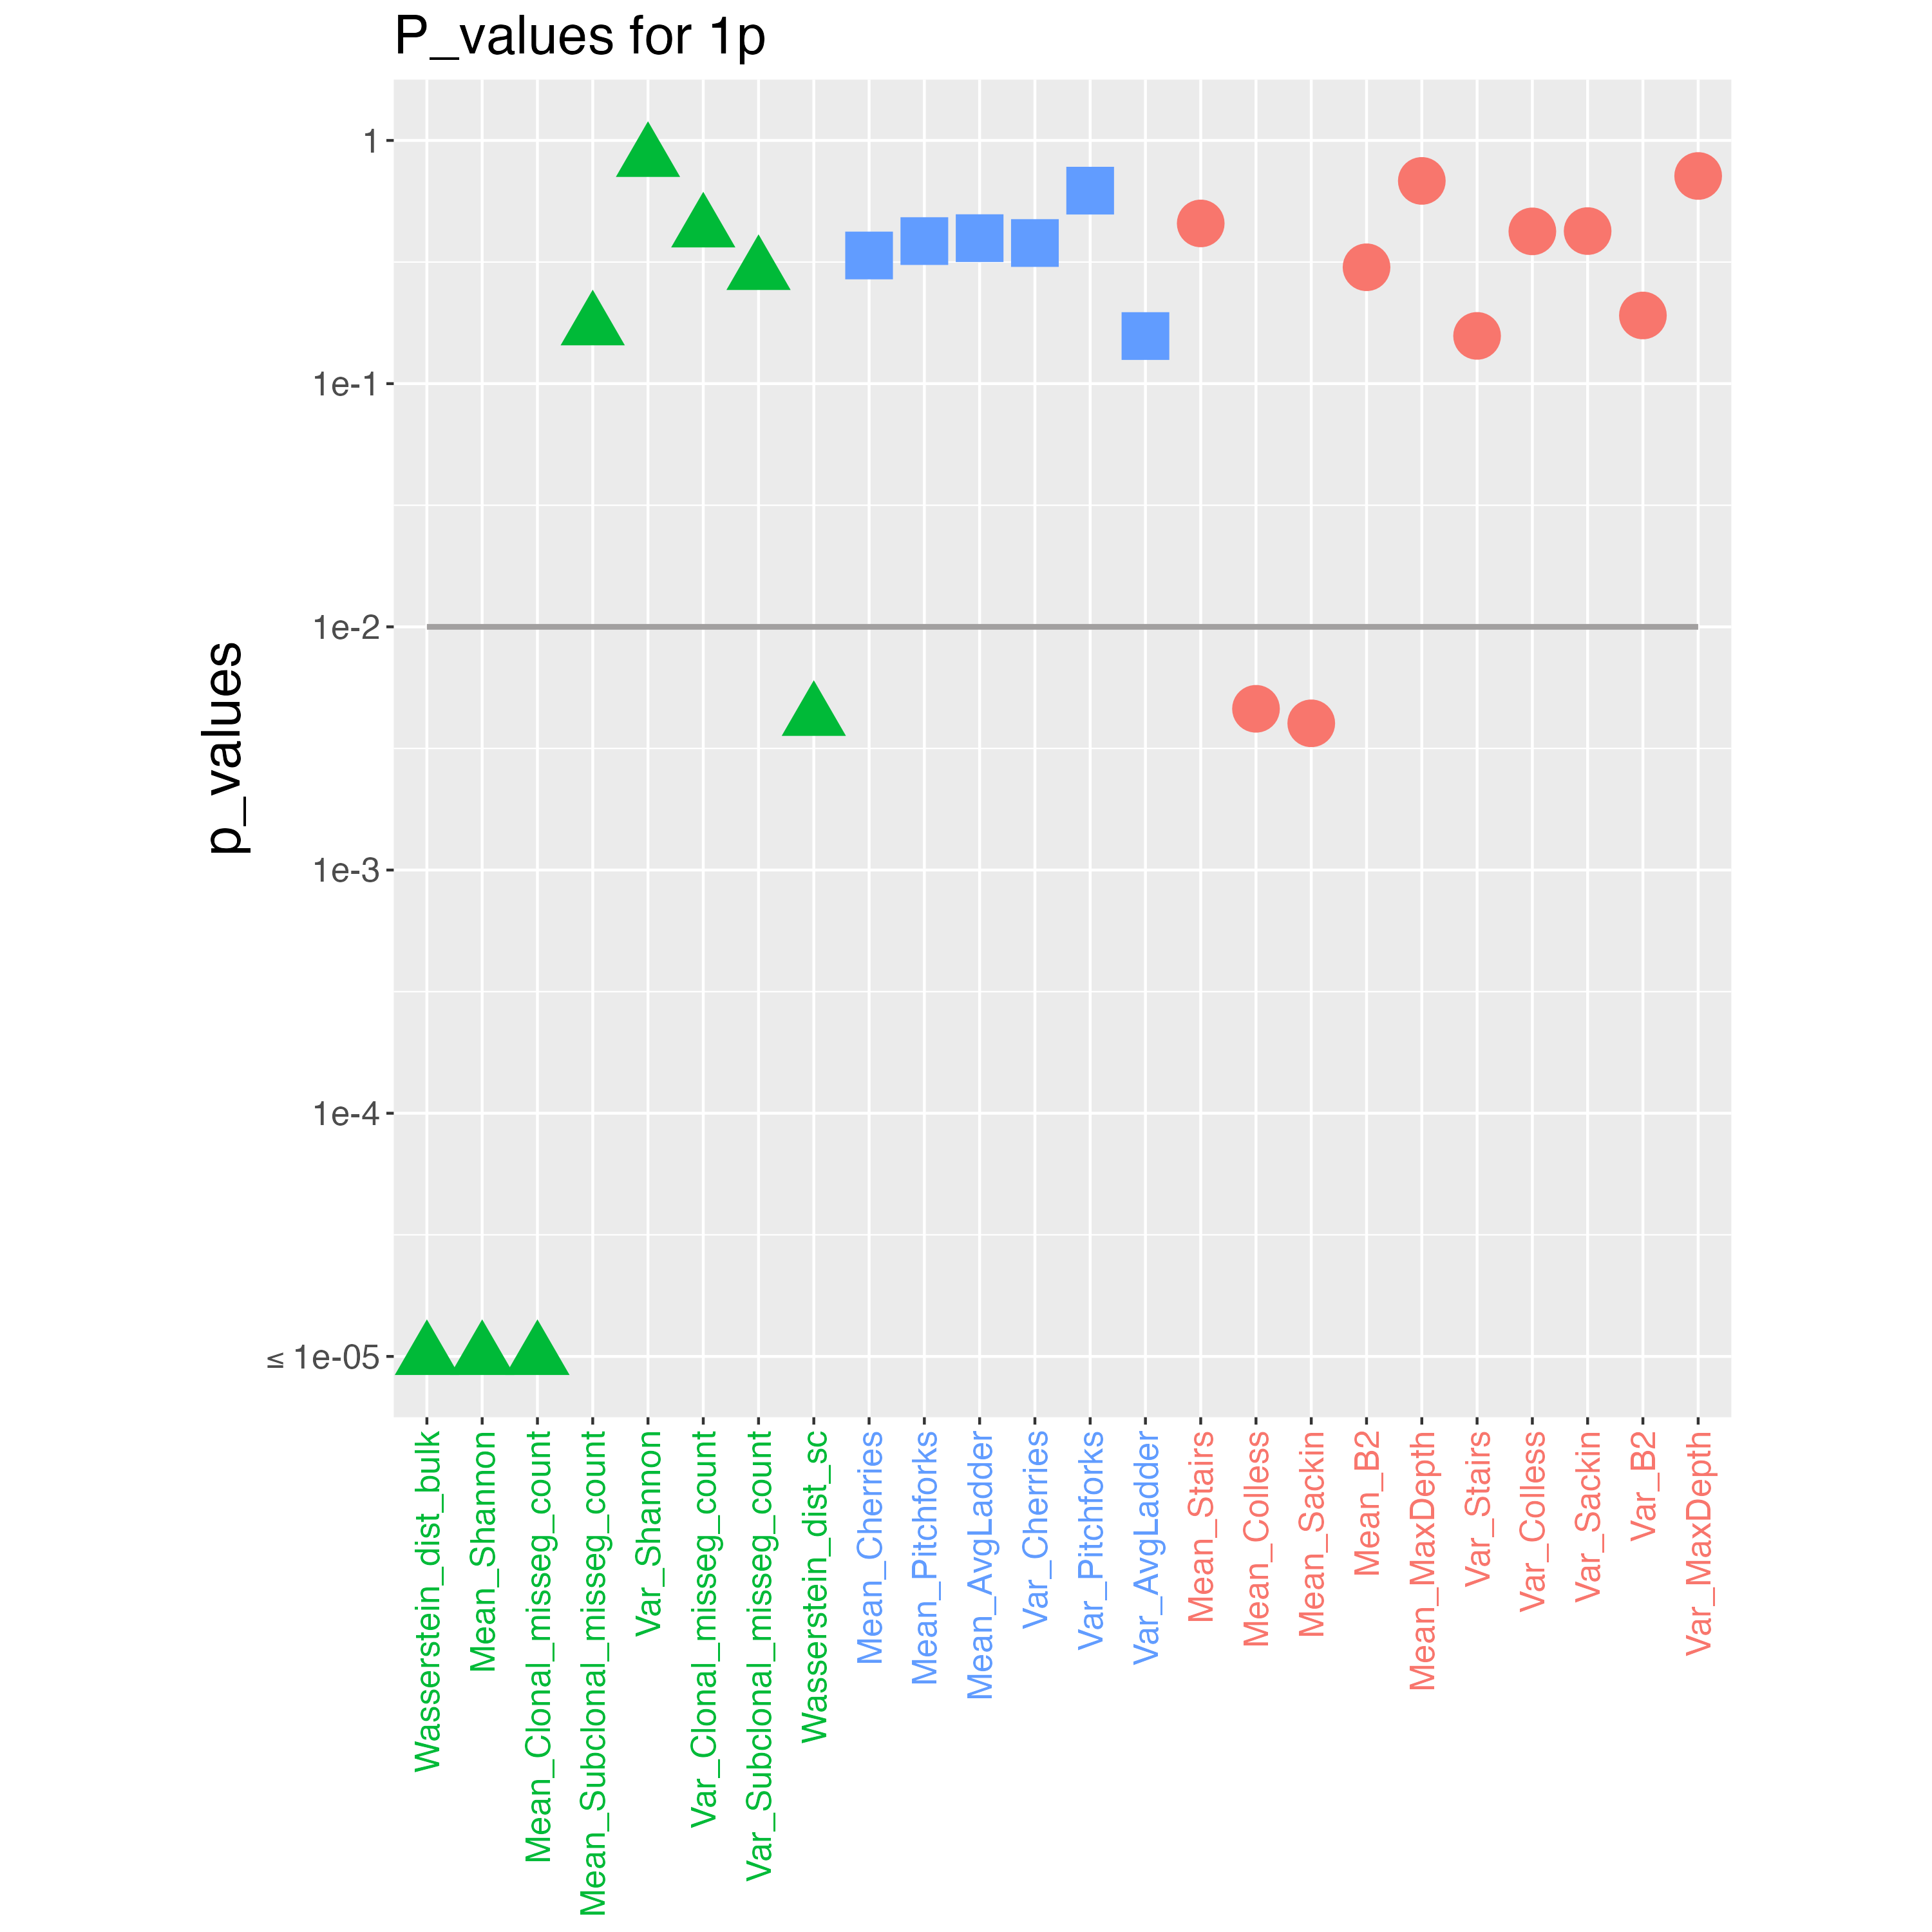 P_values for 1p
p_values
1
1e-1
1e-2
1e-3
1e-4
≤ 1e-05
Wasserstein_dist_bulk
Mean_Shannon
Mean_Clonal_misseg_count
Mean_Subclonal_misseg_count
Var_Shannon
Var_Clonal_misseg_count
Var_Subclonal_misseg_count
Wasserstein_dist_sc
Mean_Cherries
Mean_Pitchforks
Mean_AvgLadder
Var_Cherries
Var_Pitchforks
Var_AvgLadder
Mean_Stairs
Mean_Colless
Mean_Sackin
Mean_B2
Mean_MaxDepth
Var_Stairs
Var_Colless
Var_Sackin
Var_B2
Var_MaxDepth